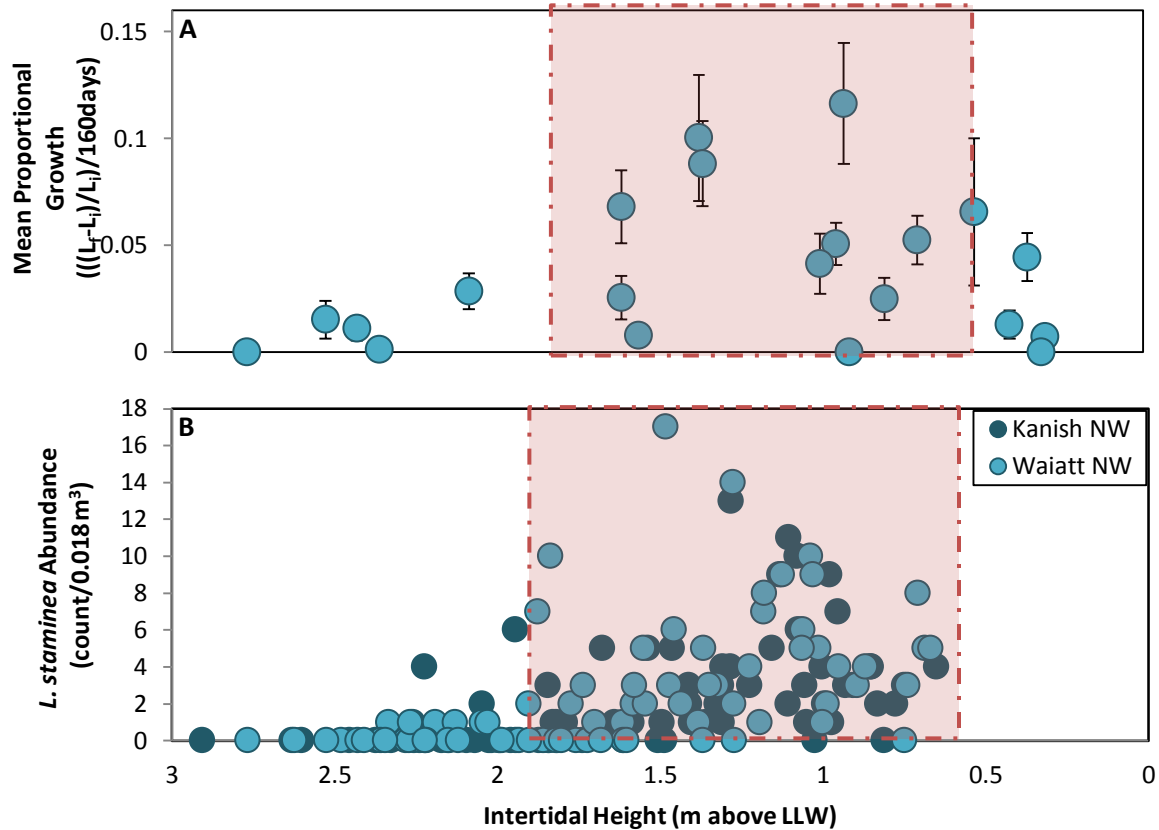 A
Mean Proportional
Growth
(((Lf-Li)/Li)/160days)
0.15
0.1
0.05
0
B
L. staminea Abundance
(count/0.018m³)
18
16
14
12
10
8
6
4
2
0
Kanish NW
Waiatt NW
3 2.5 2 1.5 1 0.5 0
Intertidal Height (m above LLW)